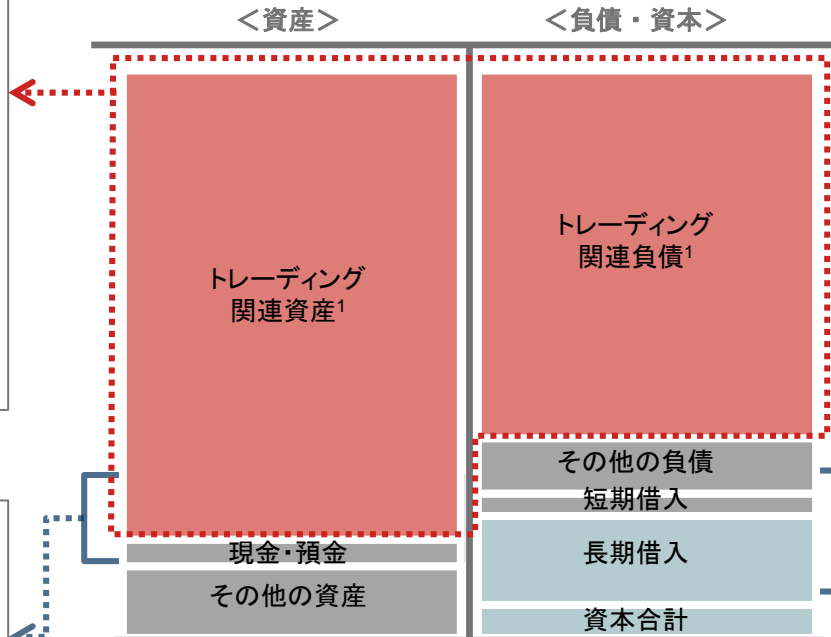 ＜資産＞
＜負債・資本＞
トレーディング
関連資産1
現金・預金
その他の資産
トレーディング
関連負債1
その他の負債
短期借入
長期借入
資本合計